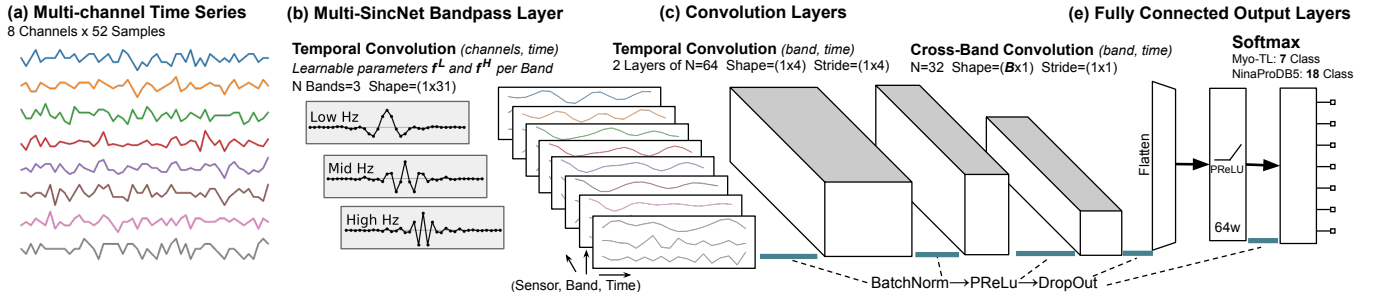 (a) Multi-channel Time Series
8 Channels x 52 Samples
(b) Multi-SincNet Bandpass Layer
Temporal Convolution (channels, time)
Learnable parameters f^L and f^H per Band
N Bands=3 Shape=(1x31)
Low Hz
Mid Hz
High Hz
(Sensor, Band, Time)
(c) Convolution Layers
Temporal Convolution (band, time)
2 Layers of N=64 Shape=(1x4) Stride=(1x4)
Cross-Band Convolution (band, time)
N=32 Shape=(Bx1) Stride=(1x1)
BatchNorm→PReLu→DropOut
(e) Fully Connected Output Layers
Softmax
Myo-TL: 7 Class
NinaProDB5: 18 Class
Flatten
PReLU
64w